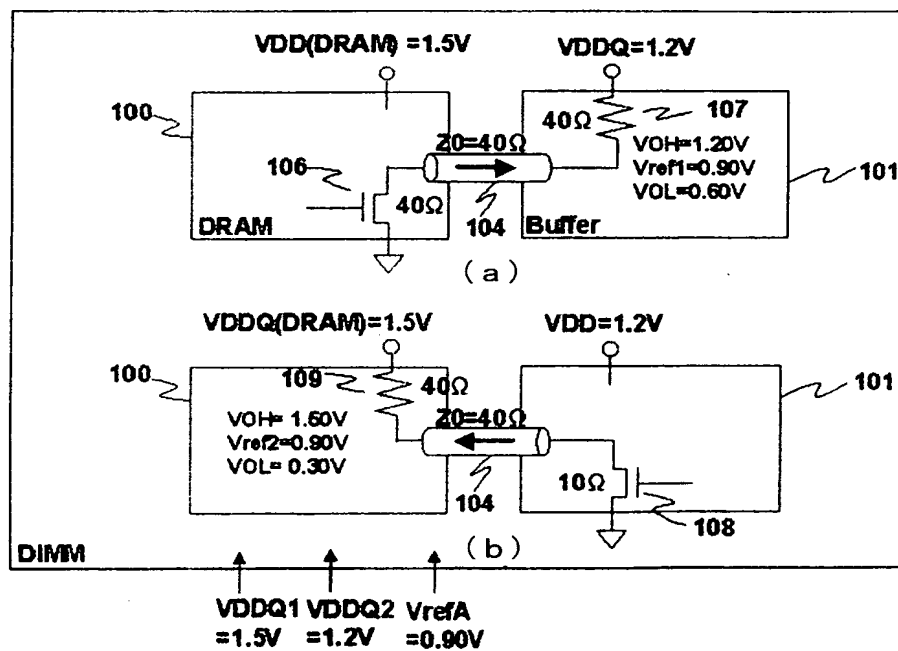 VDD(DRAM) =1.5V
VDDQ=1.2V
100
40Ω
107
Z0=40Ω
VOH=1.20V
Vref1=0.90V
VOL=0.60V
106
101
40Ω
DRAM
104
Buffer
(a)
VDDQ(DRAM)=1.5V
VDD=1.2V
100
109
40Ω
101
VOH= 1.50V
Vref2=0.90V
VOL= 0.30V
Z0=40Ω
104
10Ω
108
(b)
DIMM
VDDQ1
=1.5V
VDDQ2
=1.2V
VrefA
=0.90V